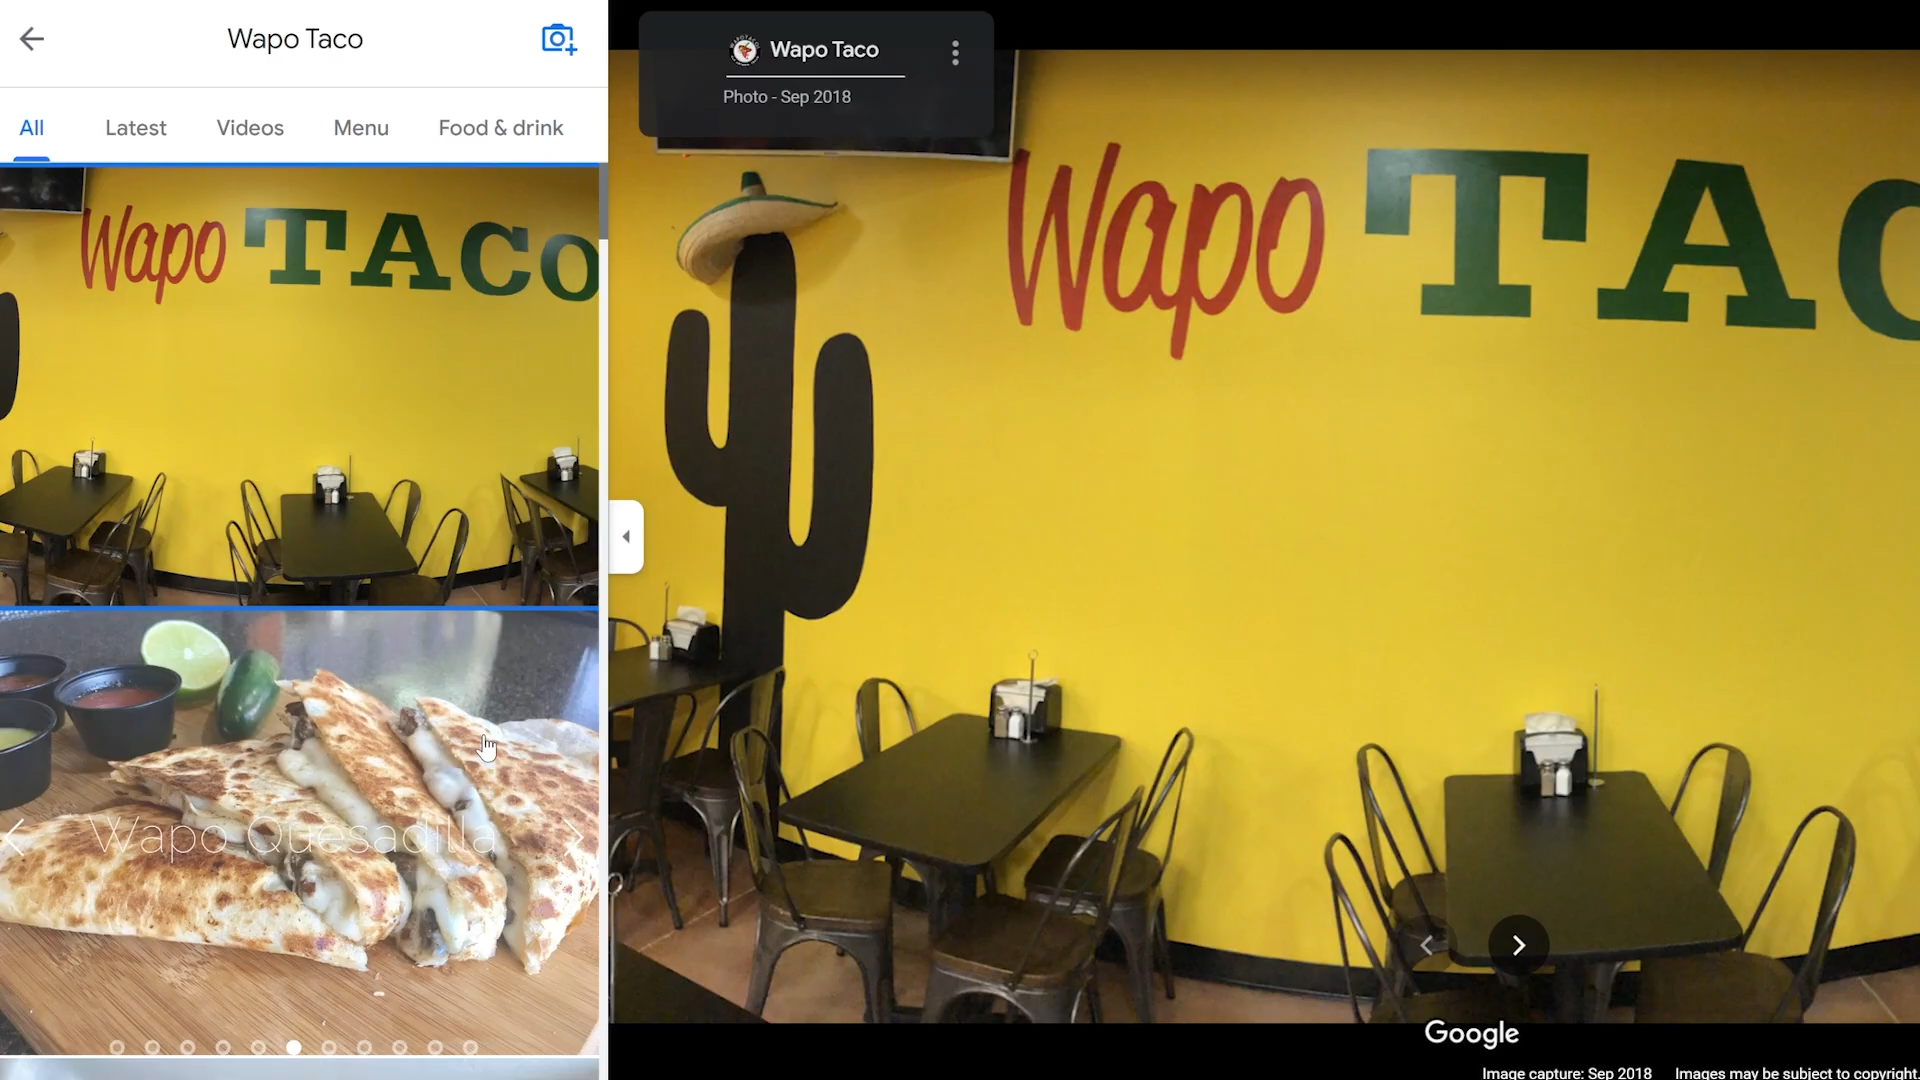 Wapo Taco
All
Latest
Videos
Menu
Food & drink
Wapo TACO
Wapo Quesadilla
Wapo Taco
Photo - Sep 2018
Wapo TAC
Google
Image capture: Sep 2018
Images may be subject to copyright.